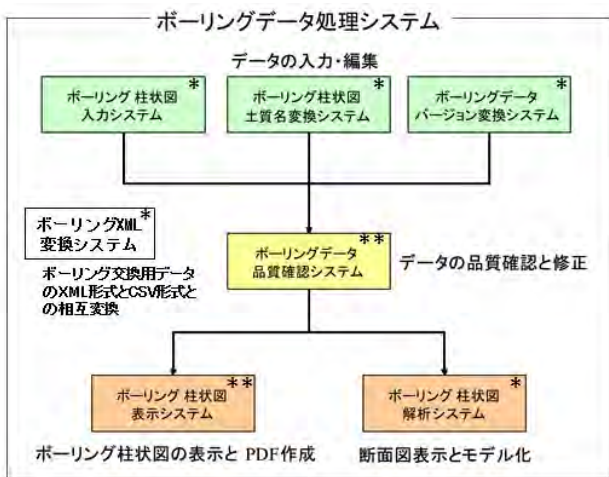 ボーリングデータ処理システム
データの入力・編集
ボーリング 柱状図 *
入力システム
ボーリング 柱状図 *
土質名変換システム
ボーリングデータ *
バージョン変換システム
ボーリングXML *
変換システム
ボーリング交換用データ
のXML形式とCSV形式と
の相互変換
ボーリングデータ **
品質確認システム
データの品質確認と修正
ボーリング 柱状図 **
表示システム
ボーリング 柱状図 *
解析システム
ボーリング柱状図の表示と PDF作成
断面図表示とモデル化